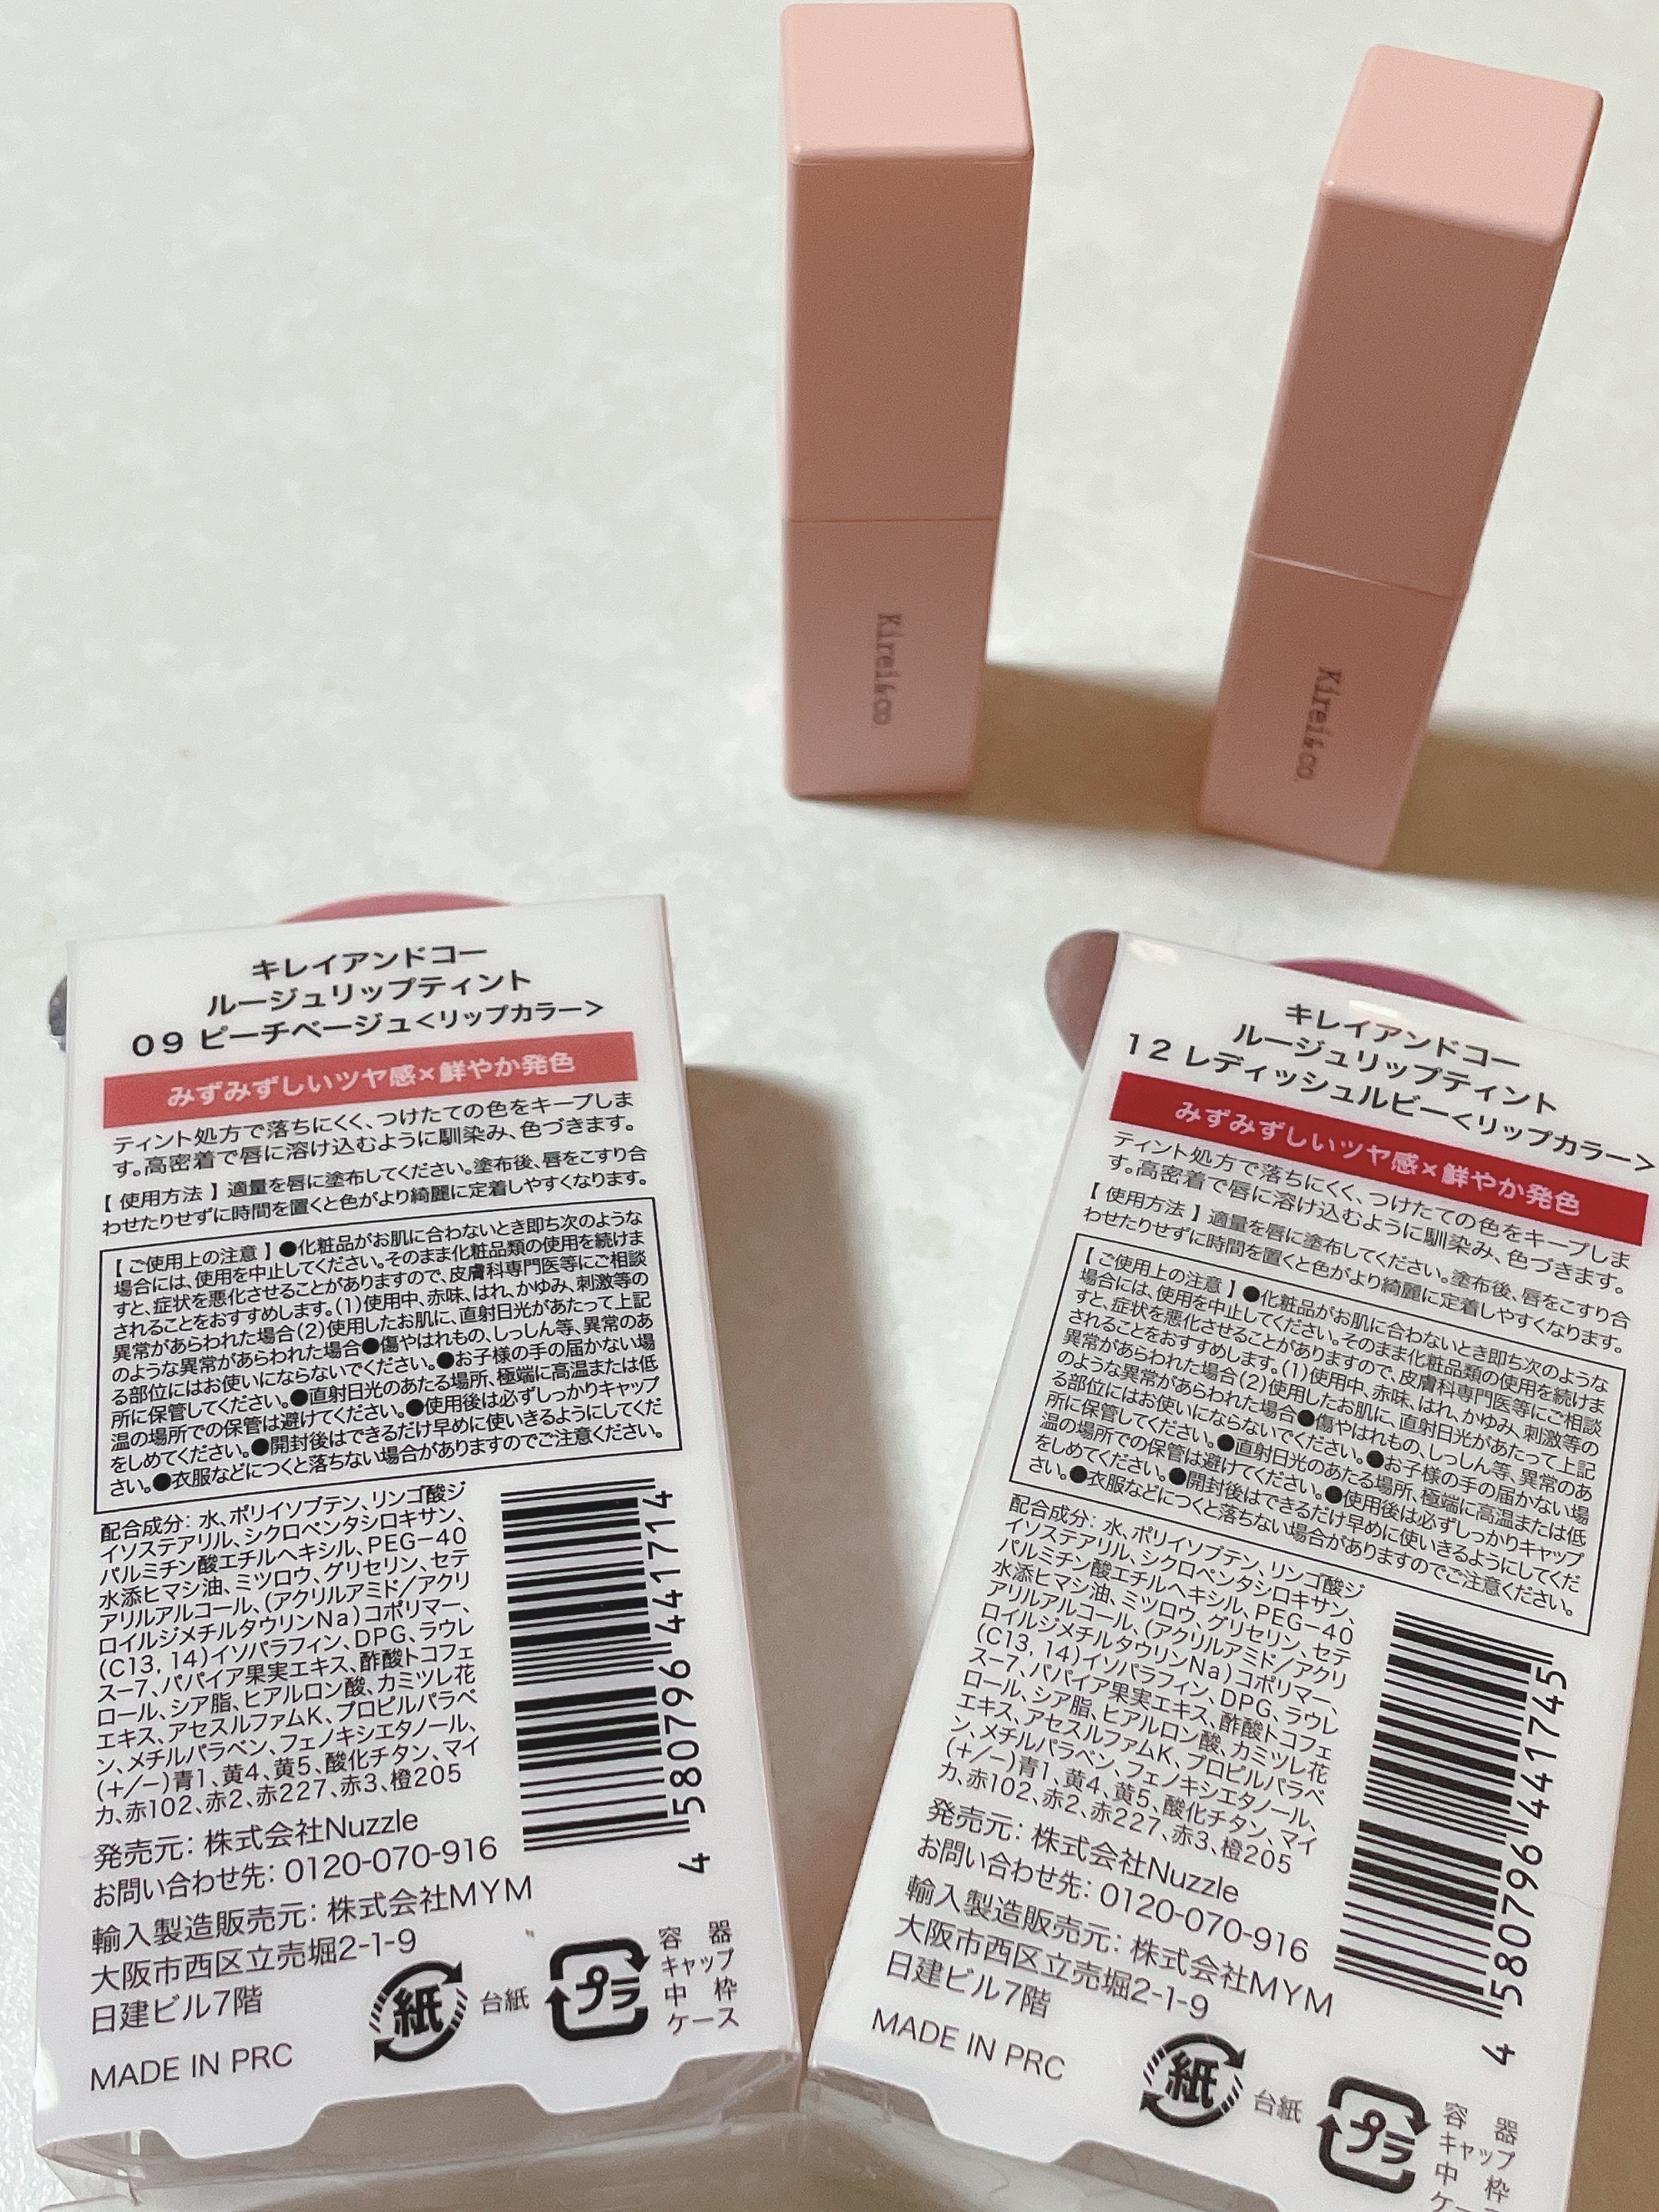 Kirei&co.
Kirei&co.
キレイアンドコー
ルージュリップティント
09 ピーチベージュ<リップカラー>
みずみずしいツヤ感×鮮やか発色
ティント処方で落ちにくく、つけたての色をキープしま
す。高密着で唇に溶け込むように馴染み、色づきます。
【 使用方法 】適量を唇に塗布してください。塗布後、唇をこすり合
わせたりせずに時間を置くと色がより綺麗に定着しやすくなります。
【 ご使用上の注意 】●化粧品がお肌に合わないとき即ち次のような
場合には、使用を中止してください。そのまま化粧品類の使用を続けま
すと、症状を悪化させることがありますので、皮膚科専門医等にご相談
されることをおすすめします。(1)使用中、赤味、はれ、かゆみ、刺激等の
異常があらわれた場合(2)使用したお肌に、直射日光があたって上記
のような異常があらわれた場合●傷やはれもの、しっしん等、異常のあ
る部位にはお使いにならないでください。●お子様の手の届かない場
所に保管してください。●直射日光のあたる場所、極端に高温または低
温の場所での保管は避けてください。●使用後は必ずしっかりキャップ
をしめてください。●開封後はできるだけ早めに使いきるようにしてくだ
さい。●衣服などにつくと落ちない場合がありますのでご注意ください。
配合成分: 水、ポリイソブテン、リンゴ酸ジ
イソステアリル、シクロペンタシロキサン、
パルミチン酸エチルヘキシル、PEG-40
水添ヒマシ油、ミツロウ、グリセリン、セテ
アリルアルコール、(アクリルアミド/アクリ
ロイルジメチルタウリンNa)コポリマー、
(C13, 14)イソパラフィン、DPG、ラウレ
ス-7、パパイア果実エキス、酢酸トコフェ
ロール、シア脂、ヒアルロン酸、カミツレ花
エキス、アセスルファムK、プロピルパラベ
ン、メチルパラベン、フェノキシエタノール、
(+/-)青1、黄4、黄5、酸化チタン、マイ
カ、赤102、赤2、赤227、赤3、橙205
4 580796 441714
発売元: 株式会社Nuzzle
お問い合わせ先: 0120-070-916
輸入製造販売元: 株式会社MYM
大阪市西区立売堀2-1-9
日建ビル7階
MADE IN PRC
紙
台紙
プラ
容器
キャップ
中枠
ケース
キレイアンドコー
ルージュリップティント
12 レディッシュルビー<リップカラー>
みずみずしいツヤ感×鮮やか発色
ティント処方で落ちにくく、つけたての色をキープしま
す。高密着で唇に溶け込むように馴染み、色づきます。
【 使用方法 】適量を唇に塗布してください。塗布後、唇をこすり合
わせたりせずに時間を置くと色がより綺麗に定着しやすくなります。
【 ご使用上の注意 】●化粧品がお肌に合わないとき即ち次のような
場合には、使用を中止してください。そのまま化粧品類の使用を続けま
すと、症状を悪化させることがありますので、皮膚科専門医等にご相談
されることをおすすめします。(1)使用中、赤味、はれ、かゆみ、刺激等の
異常があらわれた場合(2)使用したお肌に、直射日光があたって上記
のような異常があらわれた場合●傷やはれもの、しっしん等、異常のあ
る部位にはお使いにならないでください。●お子様の手の届かない場
所に保管してください。●直射日光のあたる場所、極端に高温または低
温の場所での保管は避けてください。●使用後は必ずしっかりキャップ
をしめてください。●開封後はできるだけ早めに使いきるようにしてくだ
さい。●衣服などにつくと落ちない場合がありますのでご注意ください。
配合成分: 水、ポリイソブテン、リンゴ酸ジ
イソステアリル、シクロペンタシロキサン、
パルミチン酸エチルヘキシル、PEG-40
水添ヒマシ油、ミツロウ、グリセリン、セテ
アリルアルコール、(アクリルアミド/アクリ
ロイルジメチルタウリンNa)コポリマー、
(C13, 14)イソパラフィン、DPG、ラウレ
ス-7、パパイア果実エキス、酢酸トコフェ
ロール、シア脂、ヒアルロン酸、カミツレ花
エキス、アセスルファムK、プロピルパラベ
ン、メチルパラベン、フェノキシエタノール、
(+/-)青1、黄4、黄5、酸化チタン、マイ
カ、赤102、赤2、赤227、赤3、橙205
4 580796 441745
発売元: 株式会社Nuzzle
お問い合わせ先: 0120-070-916
輸入製造販売元: 株式会社MYM
大阪市西区立売堀2-1-9
日建ビル7階
MADE IN PRC
紙
台紙
プラ
容器
キャップ
中枠